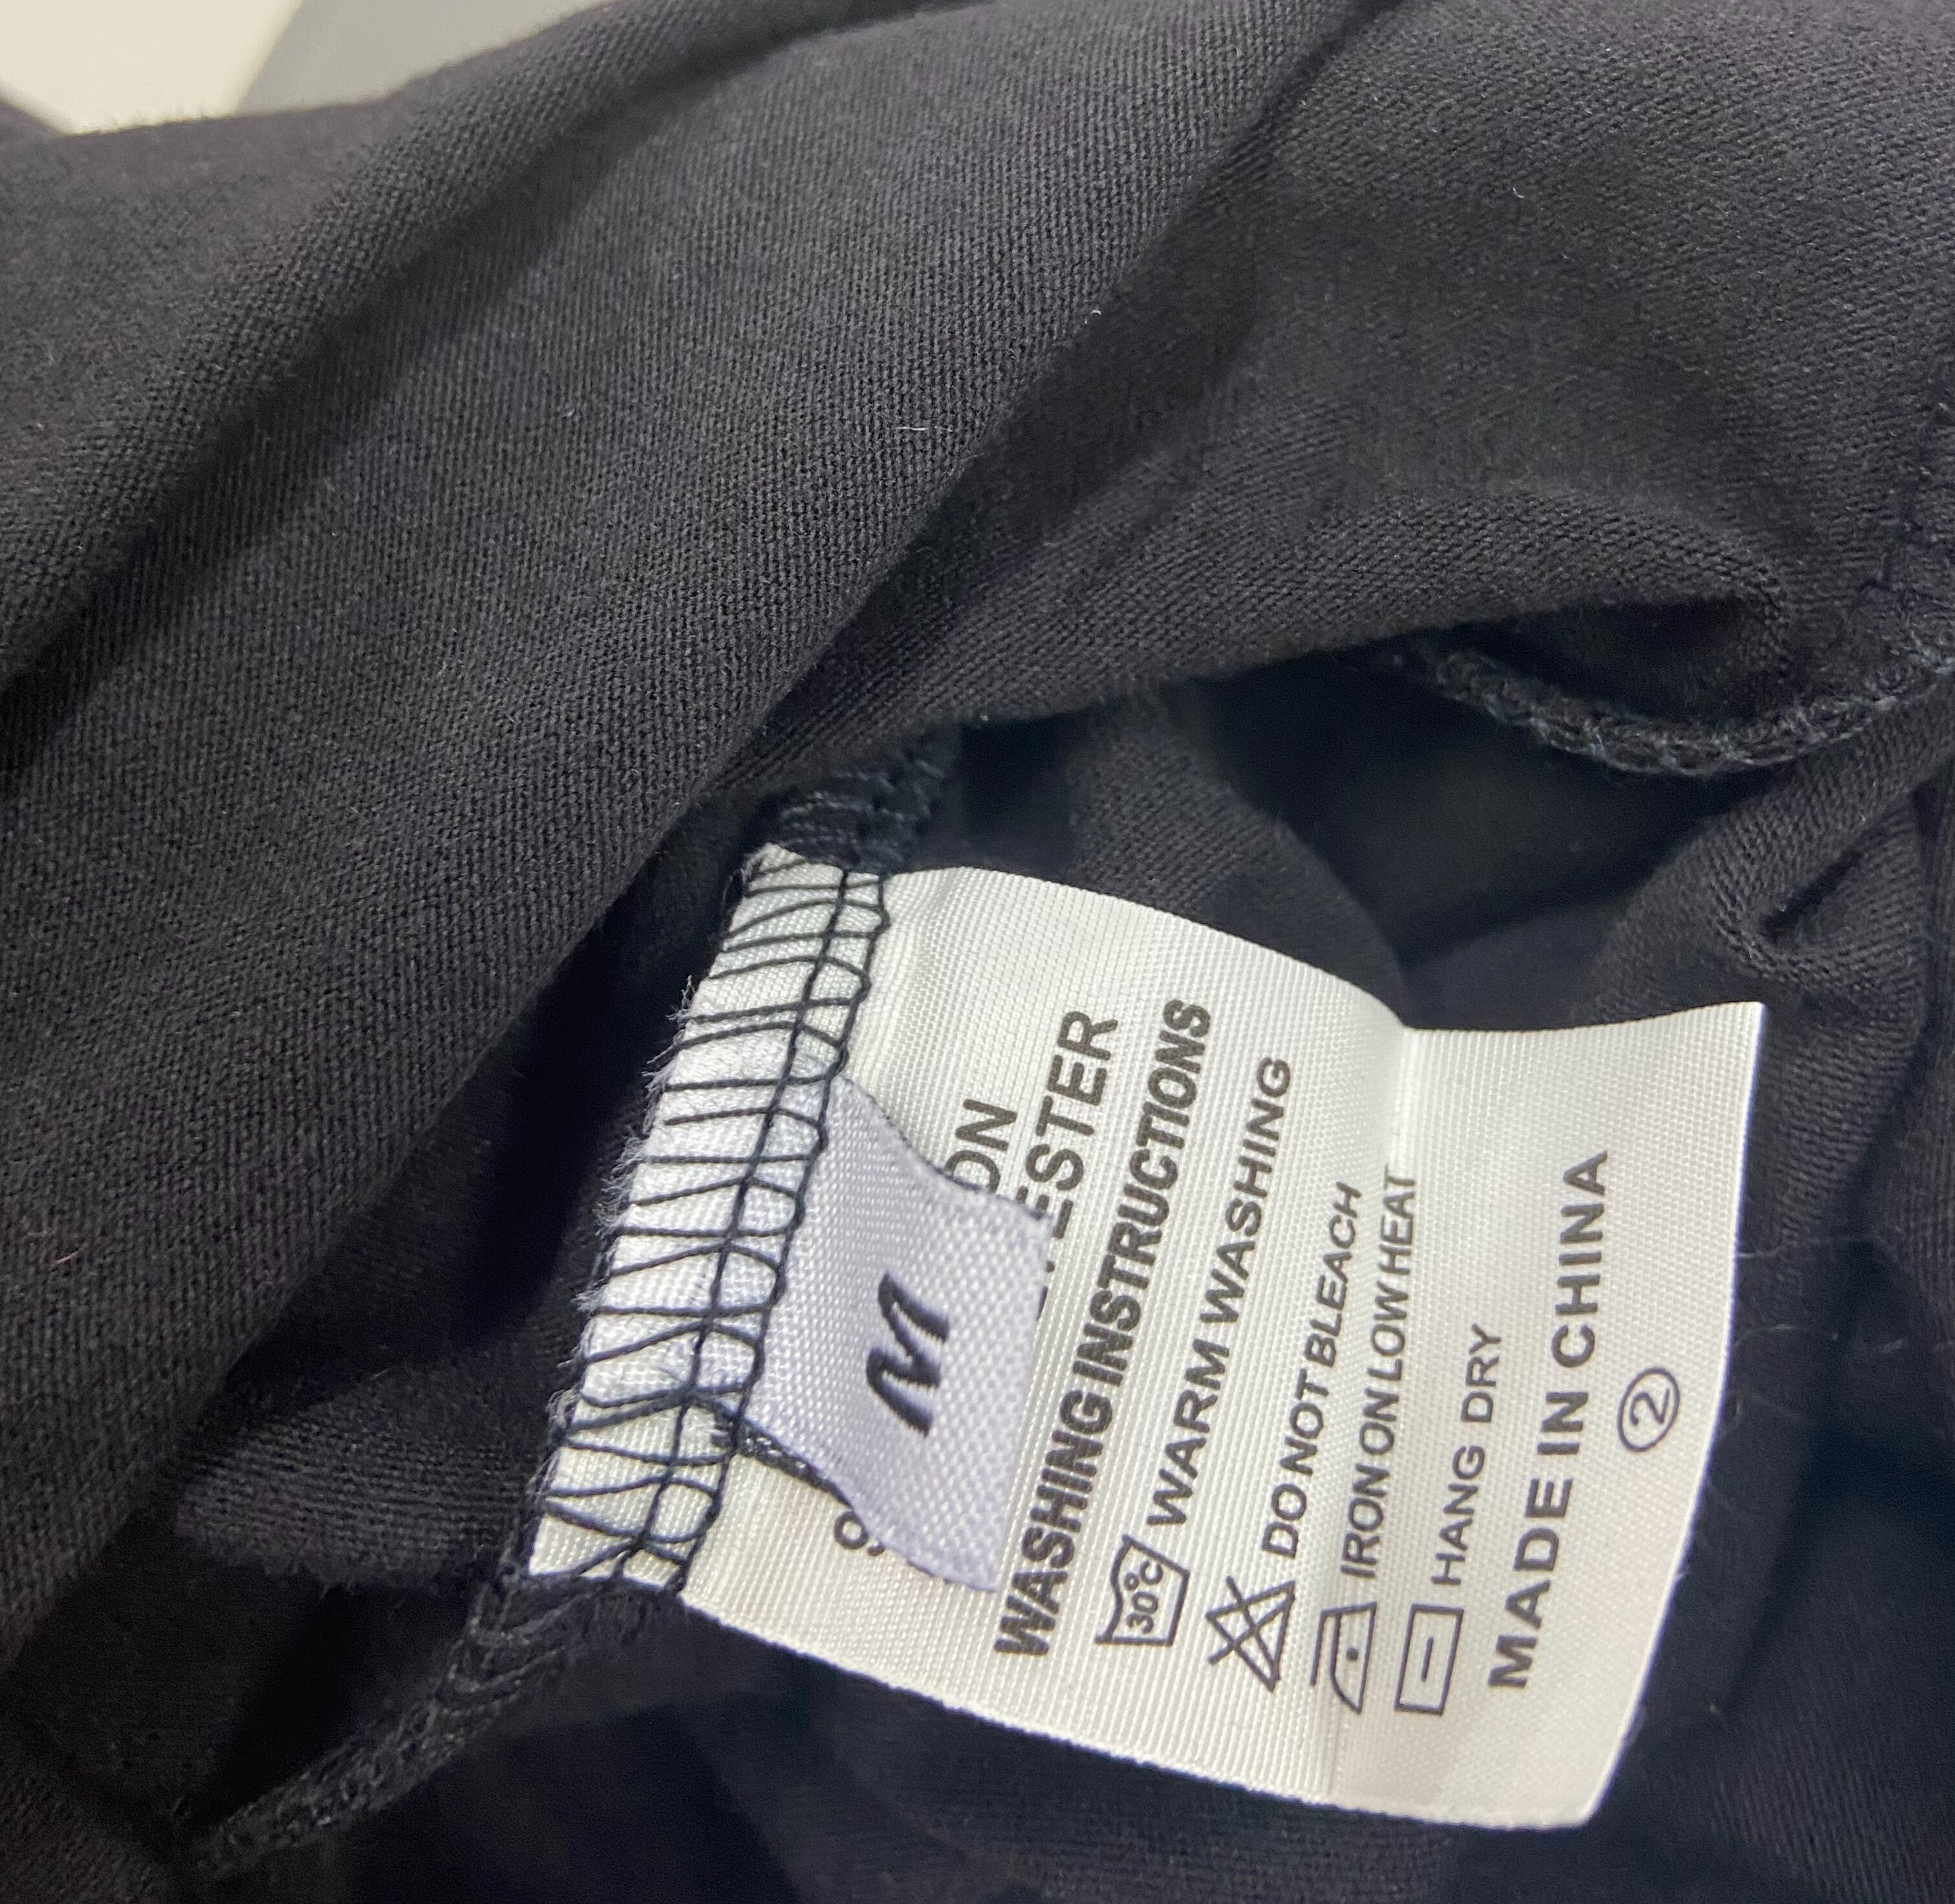 M
WASHING INSTRUCTIONS
30°C WARM WASHING
DO NOT BLEACH
IRON ON LOW HEAT
HANG DRY
MADE IN CHINA
2